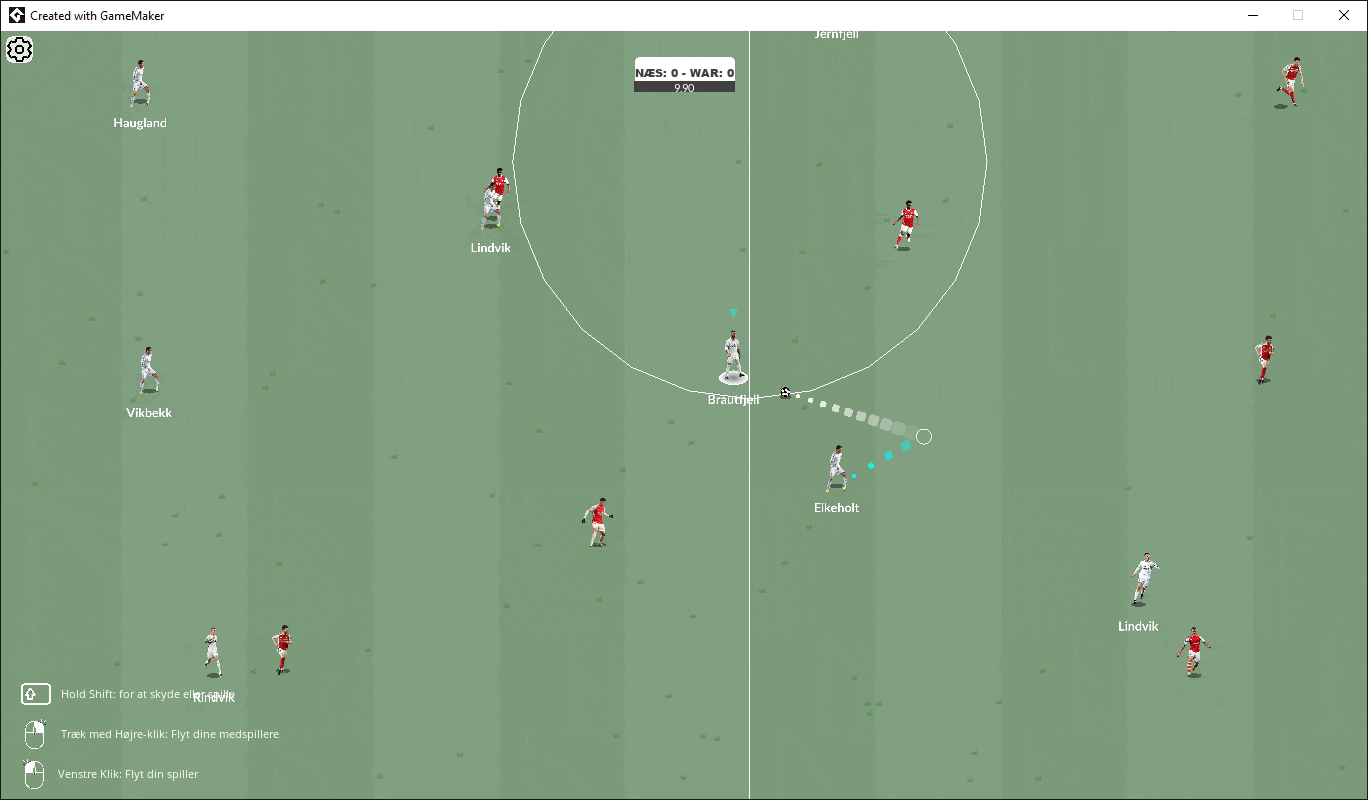 Created with GameMaker
Jernfjell
NÆS: 0 - WAR: 0
9.90
Haugland
Lindvik
Brautfjell
Vikbekk
Eikeholt
Lindvik
Hold Shift: for at skyde eller spille
Rindvik
Træk med Højre-klik: Flyt dine medspillere
Venstre Klik: Flyt din spiller